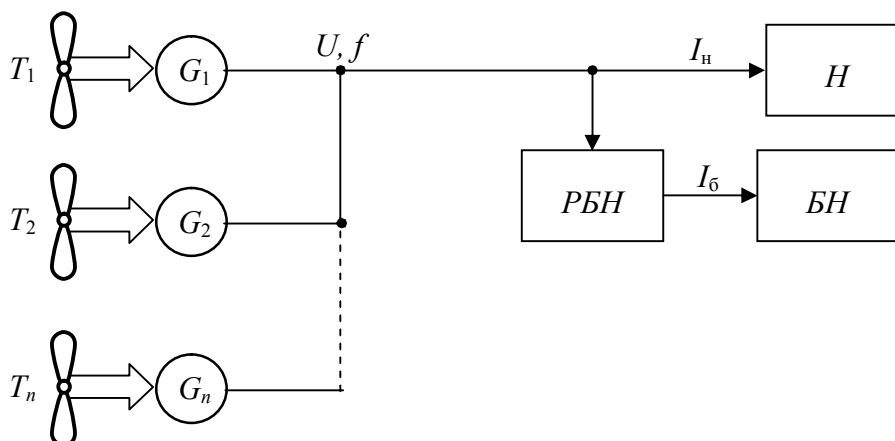 U, f
T₁ G₁ Iн Н
T₂ G₂ РБН Iб БН
Tₙ Gₙ